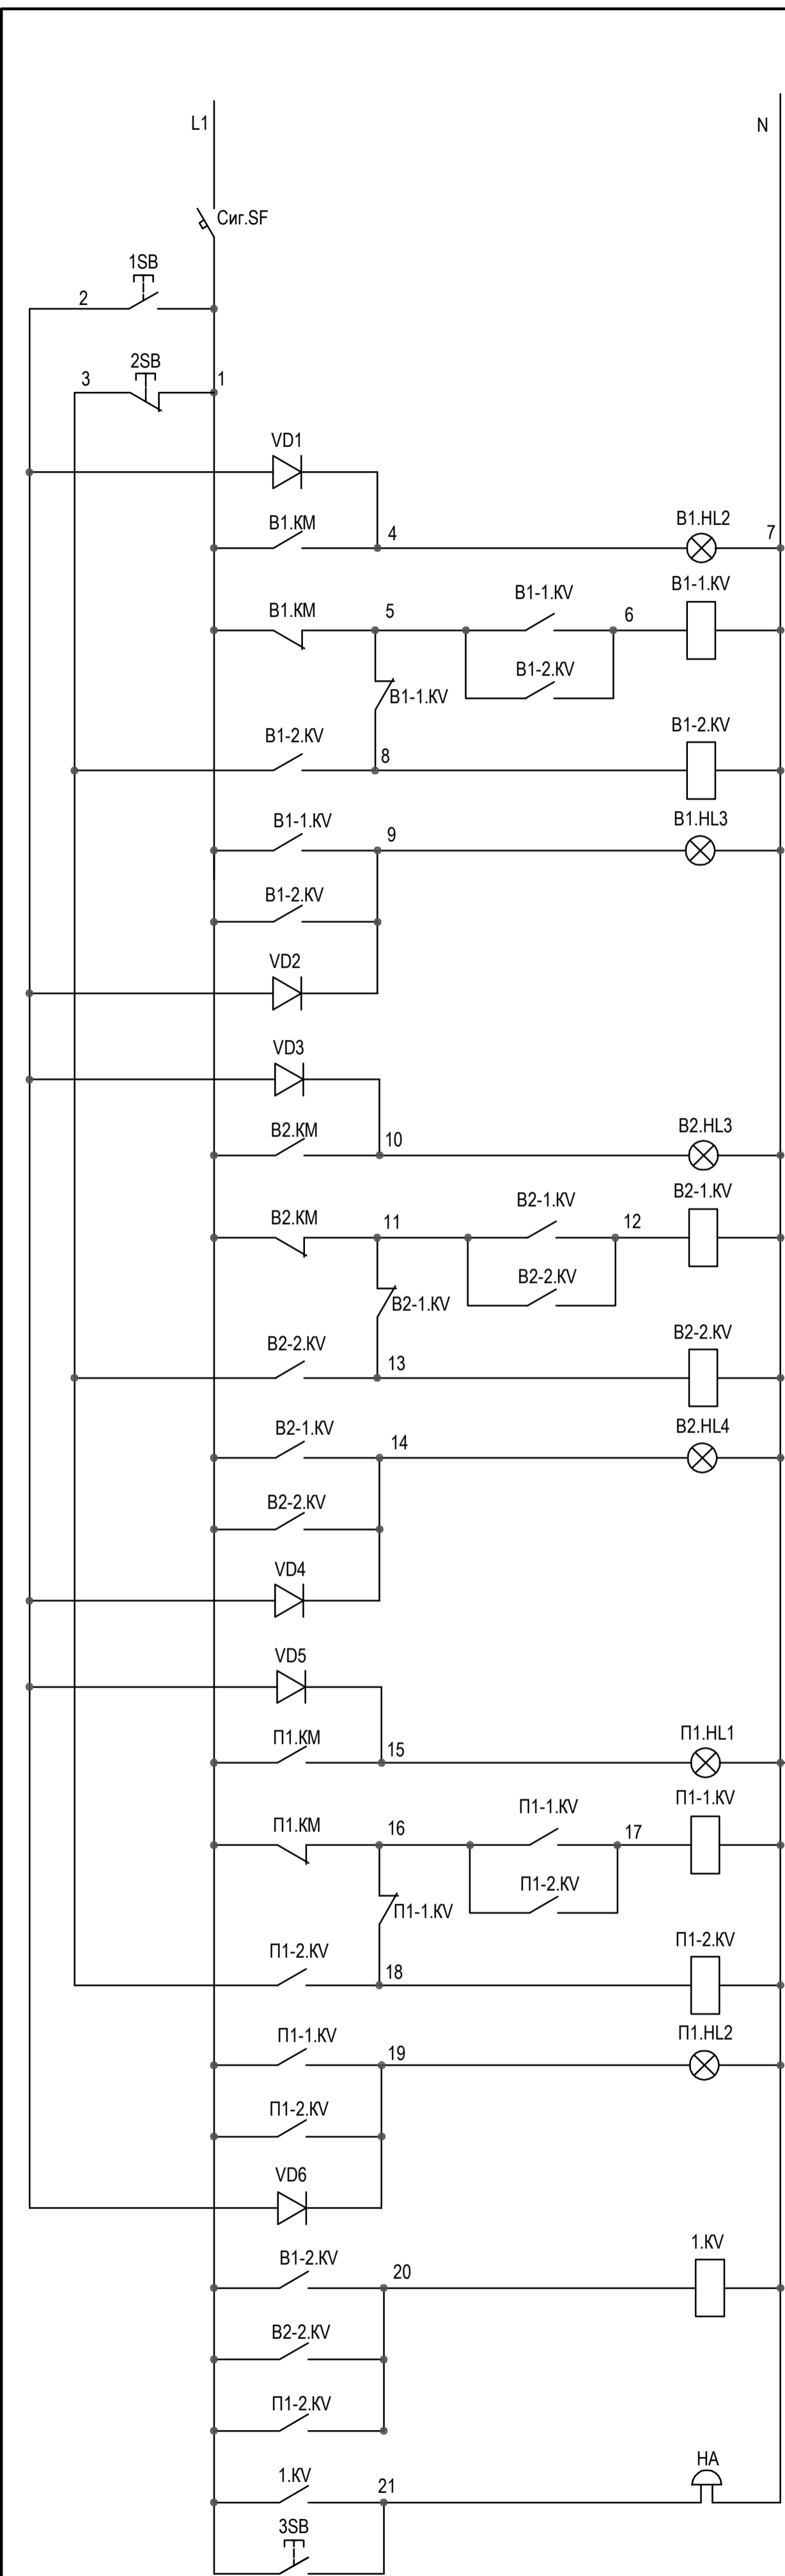 L1
N
Сиг.SF
1SB
2
2SB
3
1
VD1
В1.КМ
4
В1.HL2
7
В1.КМ
5
В1-1.KV
6
В1-1.KV
В1-2.KV
В1-1.KV
В1-2.KV
8
В1-2.KV
В1-1.KV
9
В1.HL3
В1-2.KV
VD2
VD3
В2.КМ
10
В2.HL3
В2.КМ
11
В2-1.KV
12
В2-1.KV
В2-2.KV
В2-1.KV
В2-2.KV
13
В2-2.KV
В2-1.KV
14
В2.HL4
В2-2.KV
VD4
VD5
П1.КМ
15
П1.HL1
П1.КМ
16
П1-1.KV
17
П1-1.KV
П1-2.KV
П1-1.KV
П1-2.KV
18
П1-2.KV
П1-1.KV
19
П1.HL2
П1-2.KV
VD6
В1-2.KV
20
1.KV
В2-2.KV
П1-2.KV
1.KV
21
НА
3SB